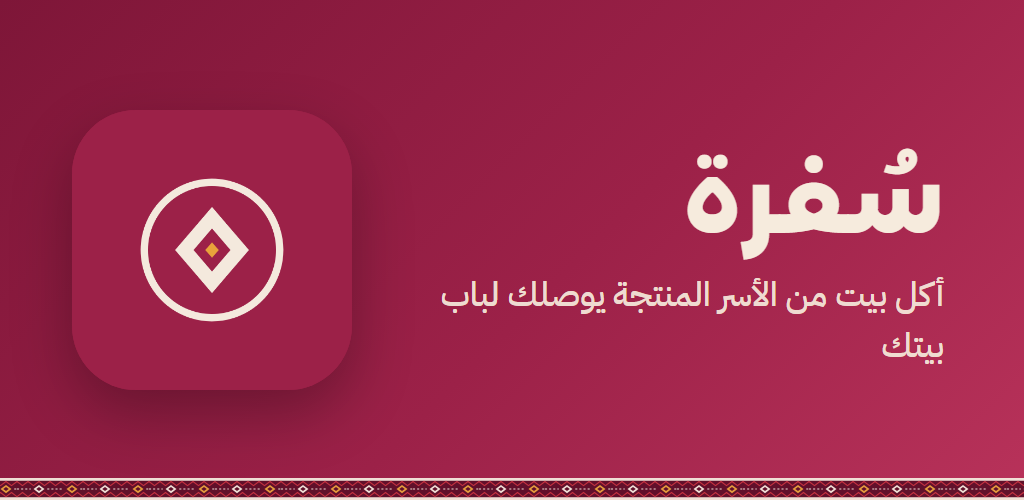 سُفرة
أكل بيت من الأسر المنتجة يوصلك لباب
بيتك